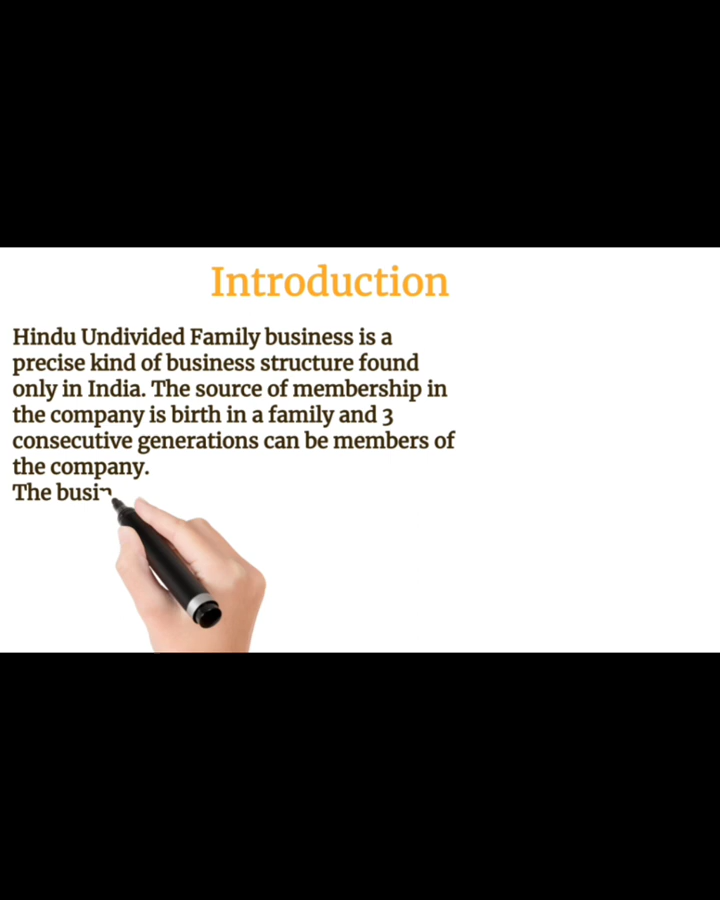 Introduction
Hindu Undivided Family business is a
precise kind of business structure found
only in India. The source of membership in
the company is birth in a family and 3
consecutive generations can be members of
the company.
The busin